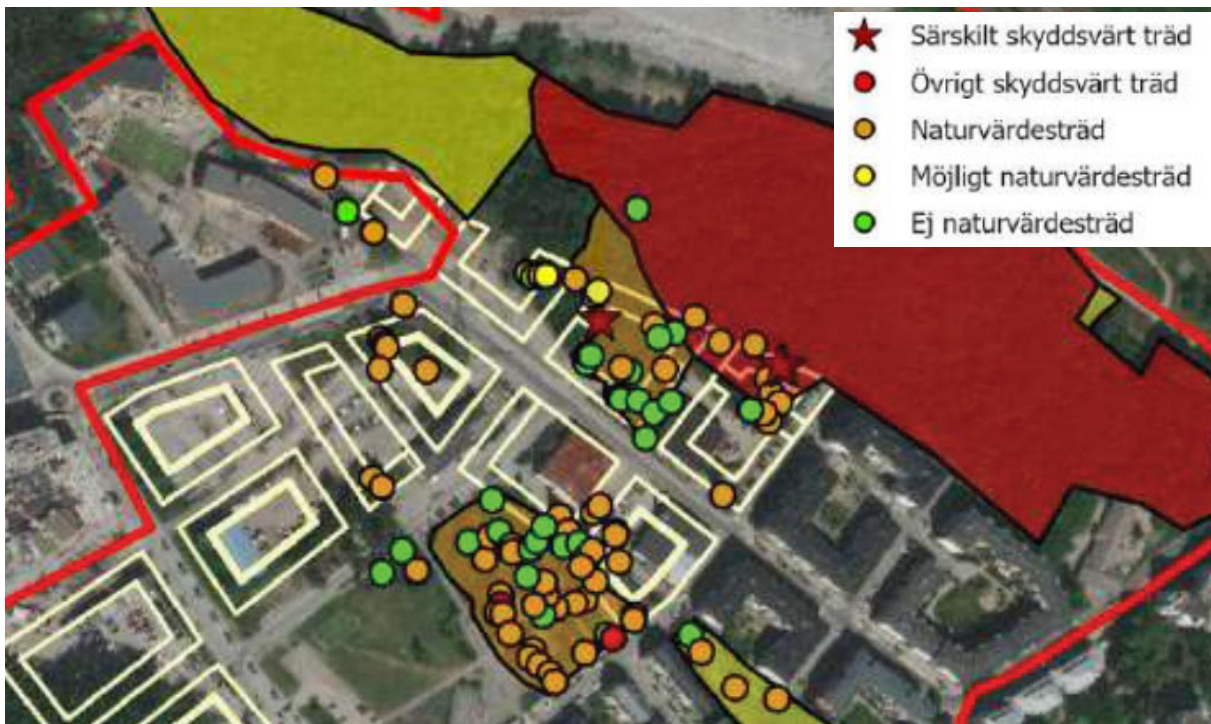 Särskilt skyddsvärt träd
Övrigt skyddsvärt träd
Naturvärdesträd
Möjligt naturvärdesträd
Ej naturvärdesträd